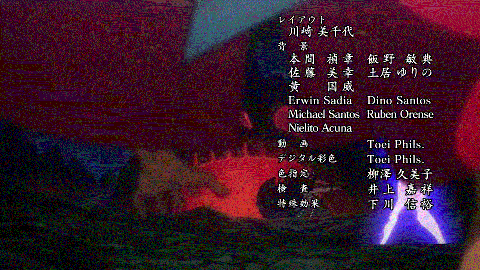 レイアウト
川崎 美千代
背 景
本間 禎章 飯野 敏典
佐藤 美幸 土居 ゆりの
黄 国威
Erwin Sadia Dino Santos
Michael Santos Ruben Orense
Nielito Acuna
動 画 Toei Phils.
デジタル彩色 Toei Phils.
色指定 柳澤 久美子
検 査 井上 嘉祥
特殊効果 下川 信裕